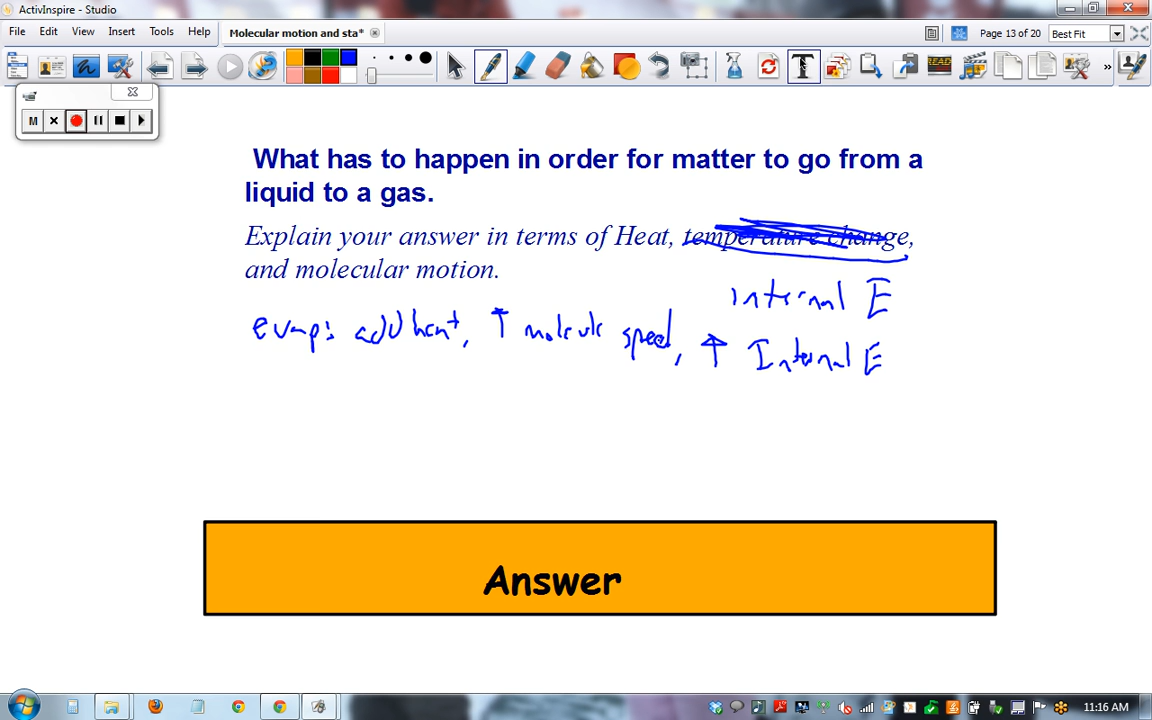 ActivInspire - Studio
File Edit View Insert Tools Help
Molecular motion and sta*
Page 13 of 20
Best Fit
M
What has to happen in order for matter to go from a
liquid to a gas.
Explain your answer in terms of Heat, temperature change,
and molecular motion.
internal E
evap: add heat, ↑ molecule speed, ↑ Internal E
Answer
11:16 AM